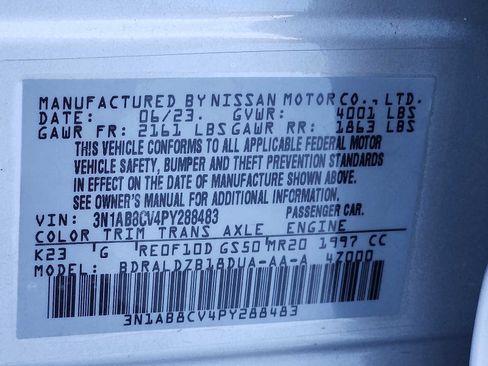 MANUFACTURED BY NISSAN MOTOR CO., LTD.
DATE: 06/23. GVWR: 4001 LBS
GAWR FR: 2161 LBS GAWR RR: 1863 LBS
THIS VEHICLE CONFORMS TO ALL APPLICABLE FEDERAL MOTOR
VEHICLE SAFETY, BUMPER AND THEFT PREVENTION STANDARDS
IN EFFECT ON THE DATE OF MANUFACTURE SHOWN ABOVE.
SEE OWNER'S MANUAL FOR ADDITIONAL INFORMATION.
VIN: 3N1AB8CV4PY288483 PASSENGER CAR.
COLOR TRIM TRANS AXLE ENGINE
K23 G RE0F10D GS50 MR20 1997 CC
MODEL: BDRALDZB18DUA-AA-A 47000
3N1AB8CV4PY288483